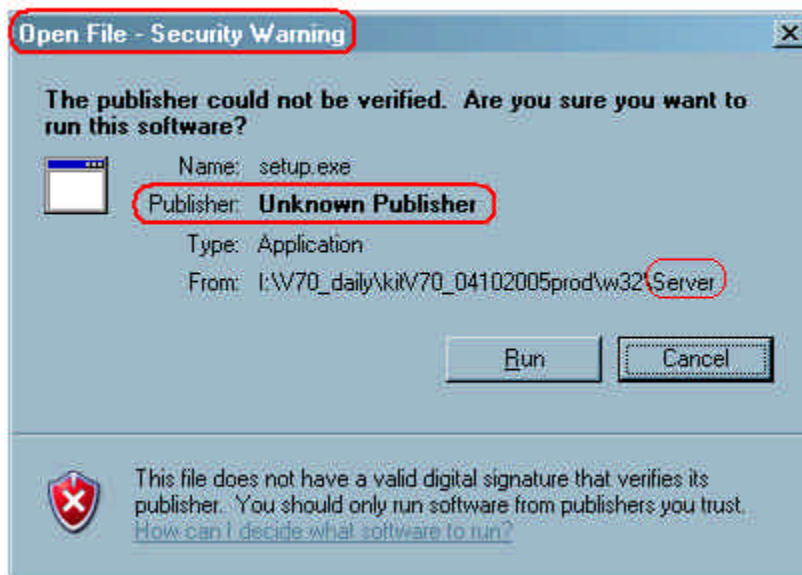 Open File - Security Warning
The publisher could not be verified. Are you sure you want to
run this software?
Name: setup.exe
Publisher: Unknown Publisher
Type: Application
From: I:\V70_daily\kitV70_04102005prod\w32\Server
Run
Cancel
This file does not have a valid digital signature that verifies its
publisher. You should only run software from publishers you trust.
How can I decide what software to run?